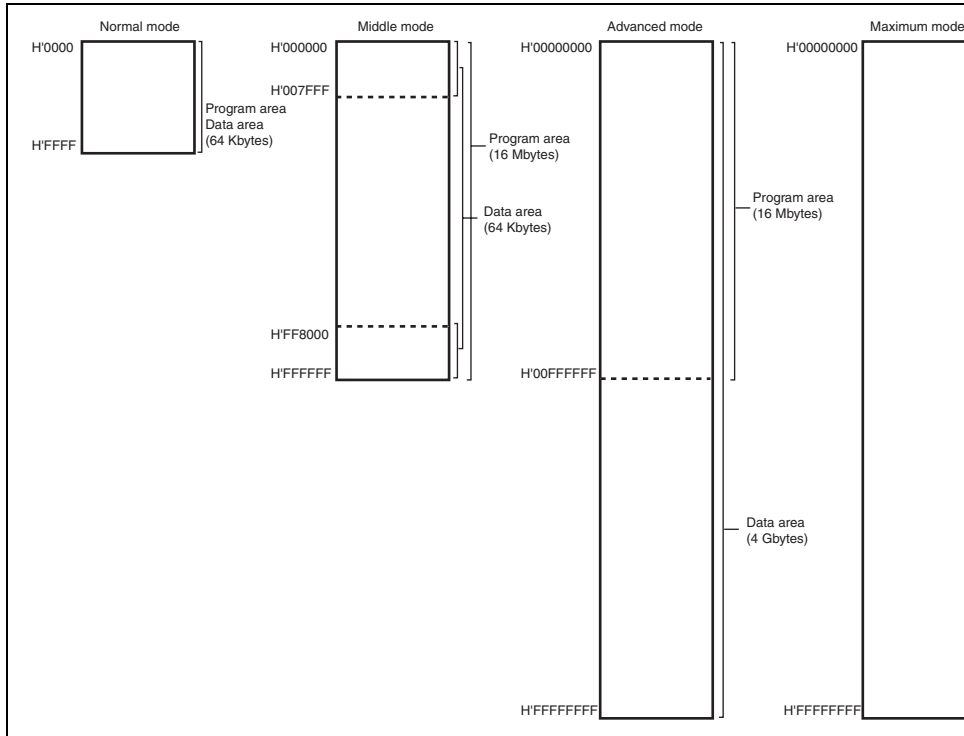 Normal mode
H'0000
H'FFFF
Program area
Data area
(64 Kbytes)
Middle mode
H'000000
H'007FFF
H'FF8000
H'FFFFFF
Program area
(16 Mbytes)
Data area
(64 Kbytes)
Advanced mode
H'00000000
H'00FFFFFF
H'FFFFFFFF
Program area
(16 Mbytes)
Data area
(4 Gbytes)
Maximum mode
H'00000000
H'FFFFFFFF